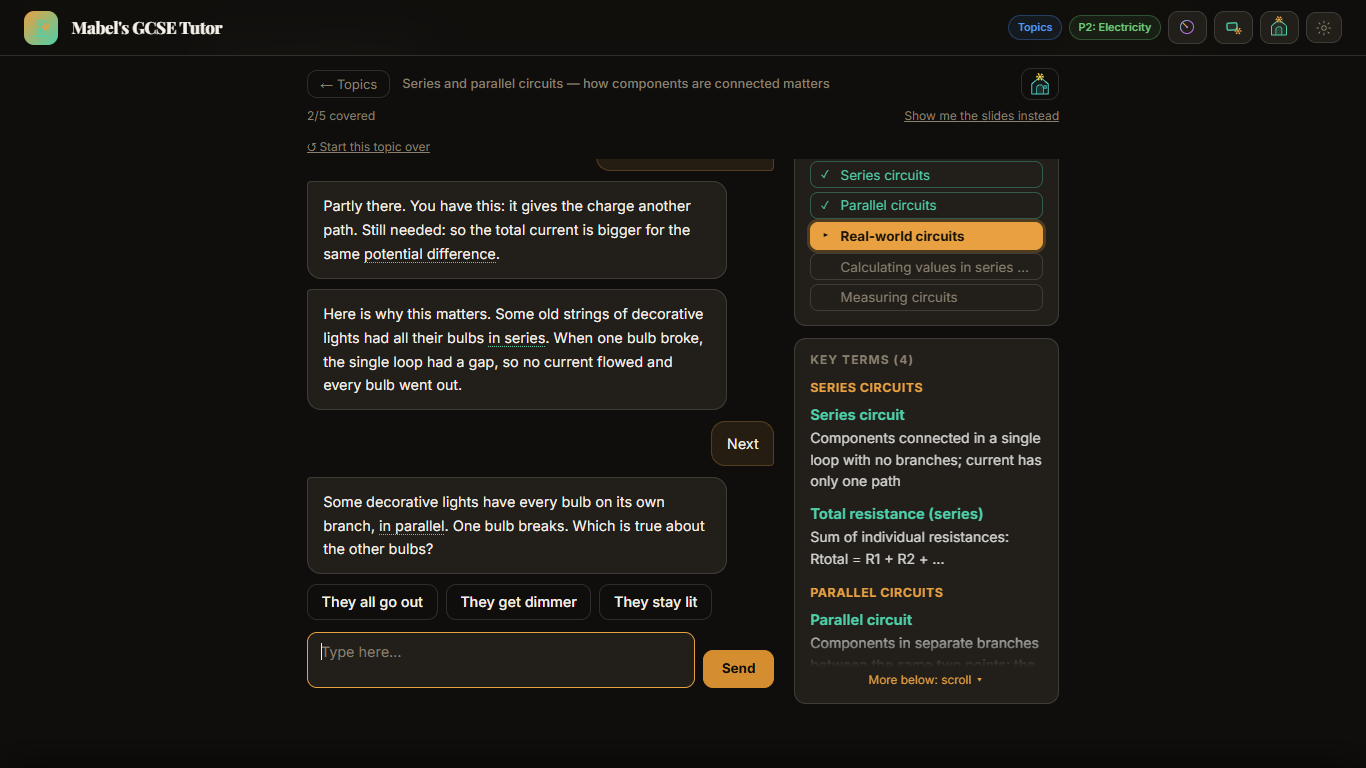 Mabel's GCSE Tutor
Topics
P2: Electricity
← Topics
Series and parallel circuits — how components are connected matters
2/5 covered
Show me the slides instead
↺ Start this topic over
Partly there. You have this: it gives the charge another
path. Still needed: so the total current is bigger for the
same potential difference.
Here is why this matters. Some old strings of decorative
lights had all their bulbs in series. When one bulb broke,
the single loop had a gap, so no current flowed and
every bulb went out.
Next
Some decorative lights have every bulb on its own
branch, in parallel. One bulb breaks. Which is true about
the other bulbs?
They all go out
They get dimmer
They stay lit
Type here...
Send
✓ Series circuits
✓ Parallel circuits
▸ Real-world circuits
Calculating values in series ...
Measuring circuits
KEY TERMS (4)
SERIES CIRCUITS
Series circuit
Components connected in a single
loop with no branches; current has
only one path
Total resistance (series)
Sum of individual resistances:
Rtotal = R1 + R2 + ...
PARALLEL CIRCUITS
Parallel circuit
Components in separate branches
between the same two points; the
More below: scroll ▾